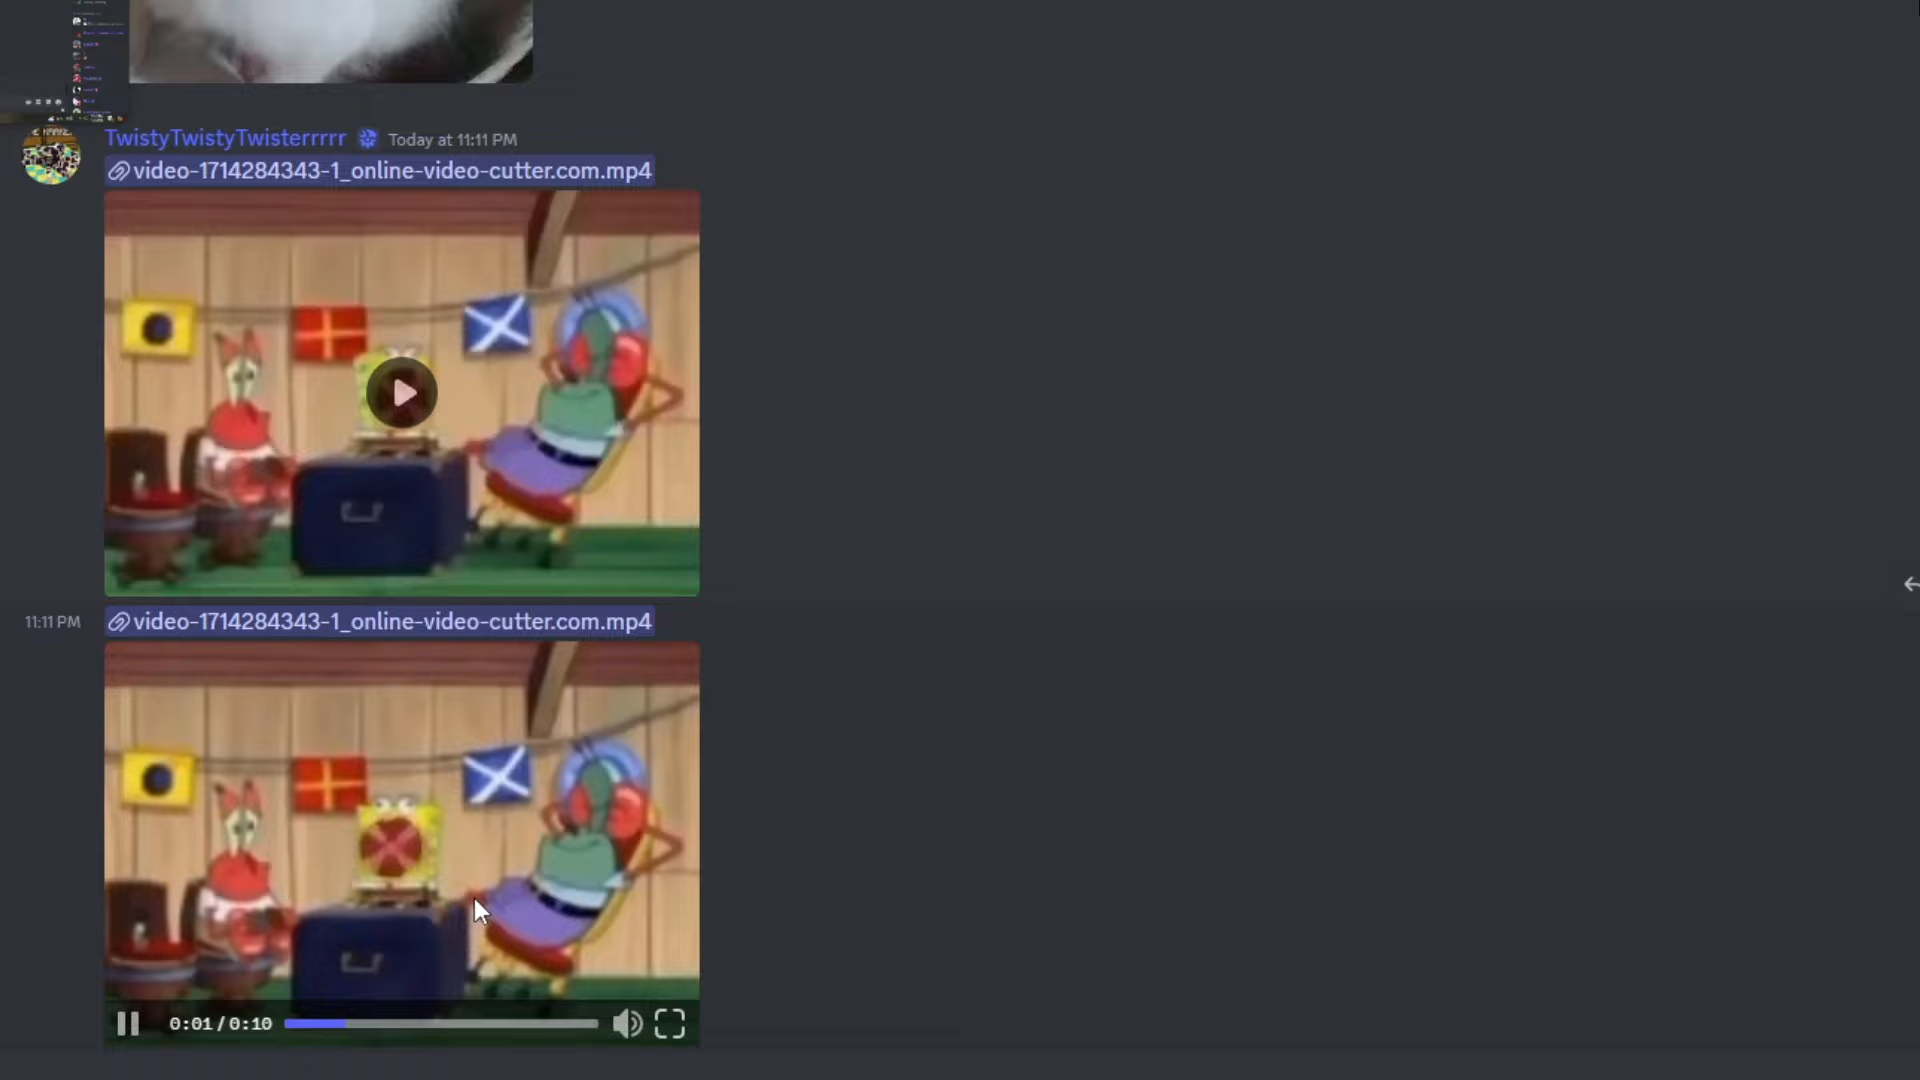 TwistyTwistyTwisterrrrr Today at 11:11 PM
video-1714284343-1_online-video-cutter.com.mp4
11:11 PM video-1714284343-1_online-video-cutter.com.mp4
0:01 / 0:10